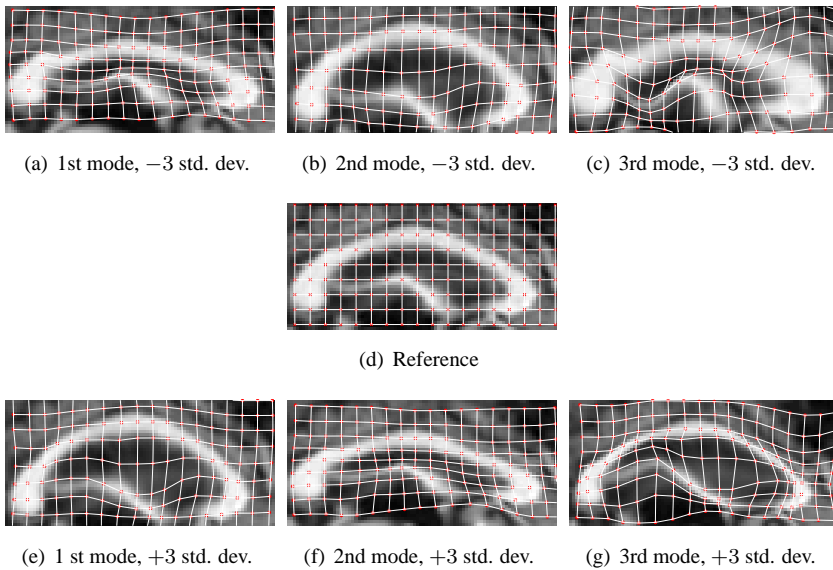 (a) 1st mode, −3 std. dev. (b) 2nd mode, −3 std. dev. (c) 3rd mode, −3 std. dev.
(d) Reference
(e) 1 st mode, +3 std. dev. (f) 2nd mode, +3 std. dev. (g) 3rd mode, +3 std. dev.